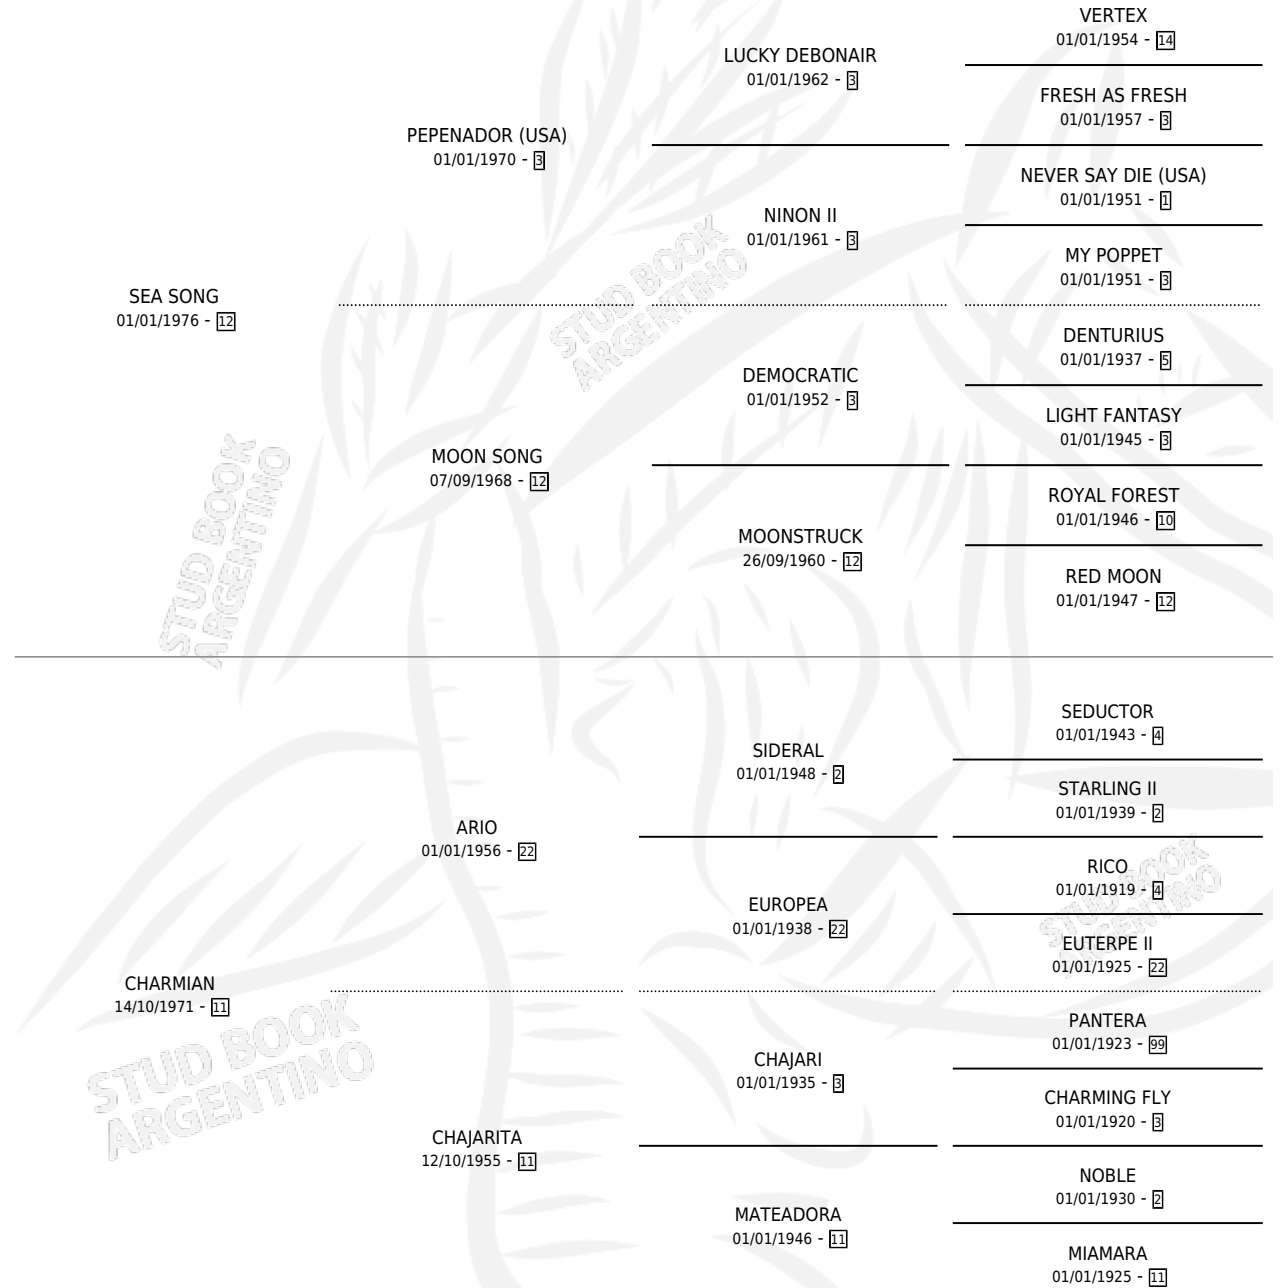 VERTEX
01/01/1954 - 14
LUCKY DEBONAIR
01/01/1962 - 3
FRESH AS FRESH
01/01/1957 - 3
PEPENADOR (USA)
01/01/1970 - 3
NEVER SAY DIE (USA)
01/01/1951 - 1
NINON II
01/01/1961 - 3
MY POPPET
01/01/1951 - 3
SEA SONG
01/01/1976 - 12
DENTURIUS
01/01/1937 - 5
DEMOCRATIC
01/01/1952 - 3
LIGHT FANTASY
01/01/1945 - 3
MOON SONG
07/09/1968 - 12
ROYAL FOREST
01/01/1946 - 10
MOONSTRUCK
26/09/1960 - 12
RED MOON
01/01/1947 - 12
SEDUCTOR
01/01/1943 - 4
SIDERAL
01/01/1948 - 2
STARLING II
01/01/1939 - 2
ARIO
01/01/1956 - 22
RICO
01/01/1919 - 4
EUROPEA
01/01/1938 - 22
EUTERPE II
01/01/1925 - 22
CHARMIAN
14/10/1971 - 11
PANTERA
01/01/1923 - 99
CHAJARI
01/01/1935 - 3
CHARMING FLY
01/01/1920 - 3
CHAJARITA
12/10/1955 - 11
NOBLE
01/01/1930 - 2
MATEADORA
01/01/1946 - 11
MIAMARA
01/01/1925 - 11
STUD BOOK
ARGENTINO
STUD BOOK
ARGENTINO
STUD BOOK
ARGENTINO
STUD BOOK
ARGENTINO